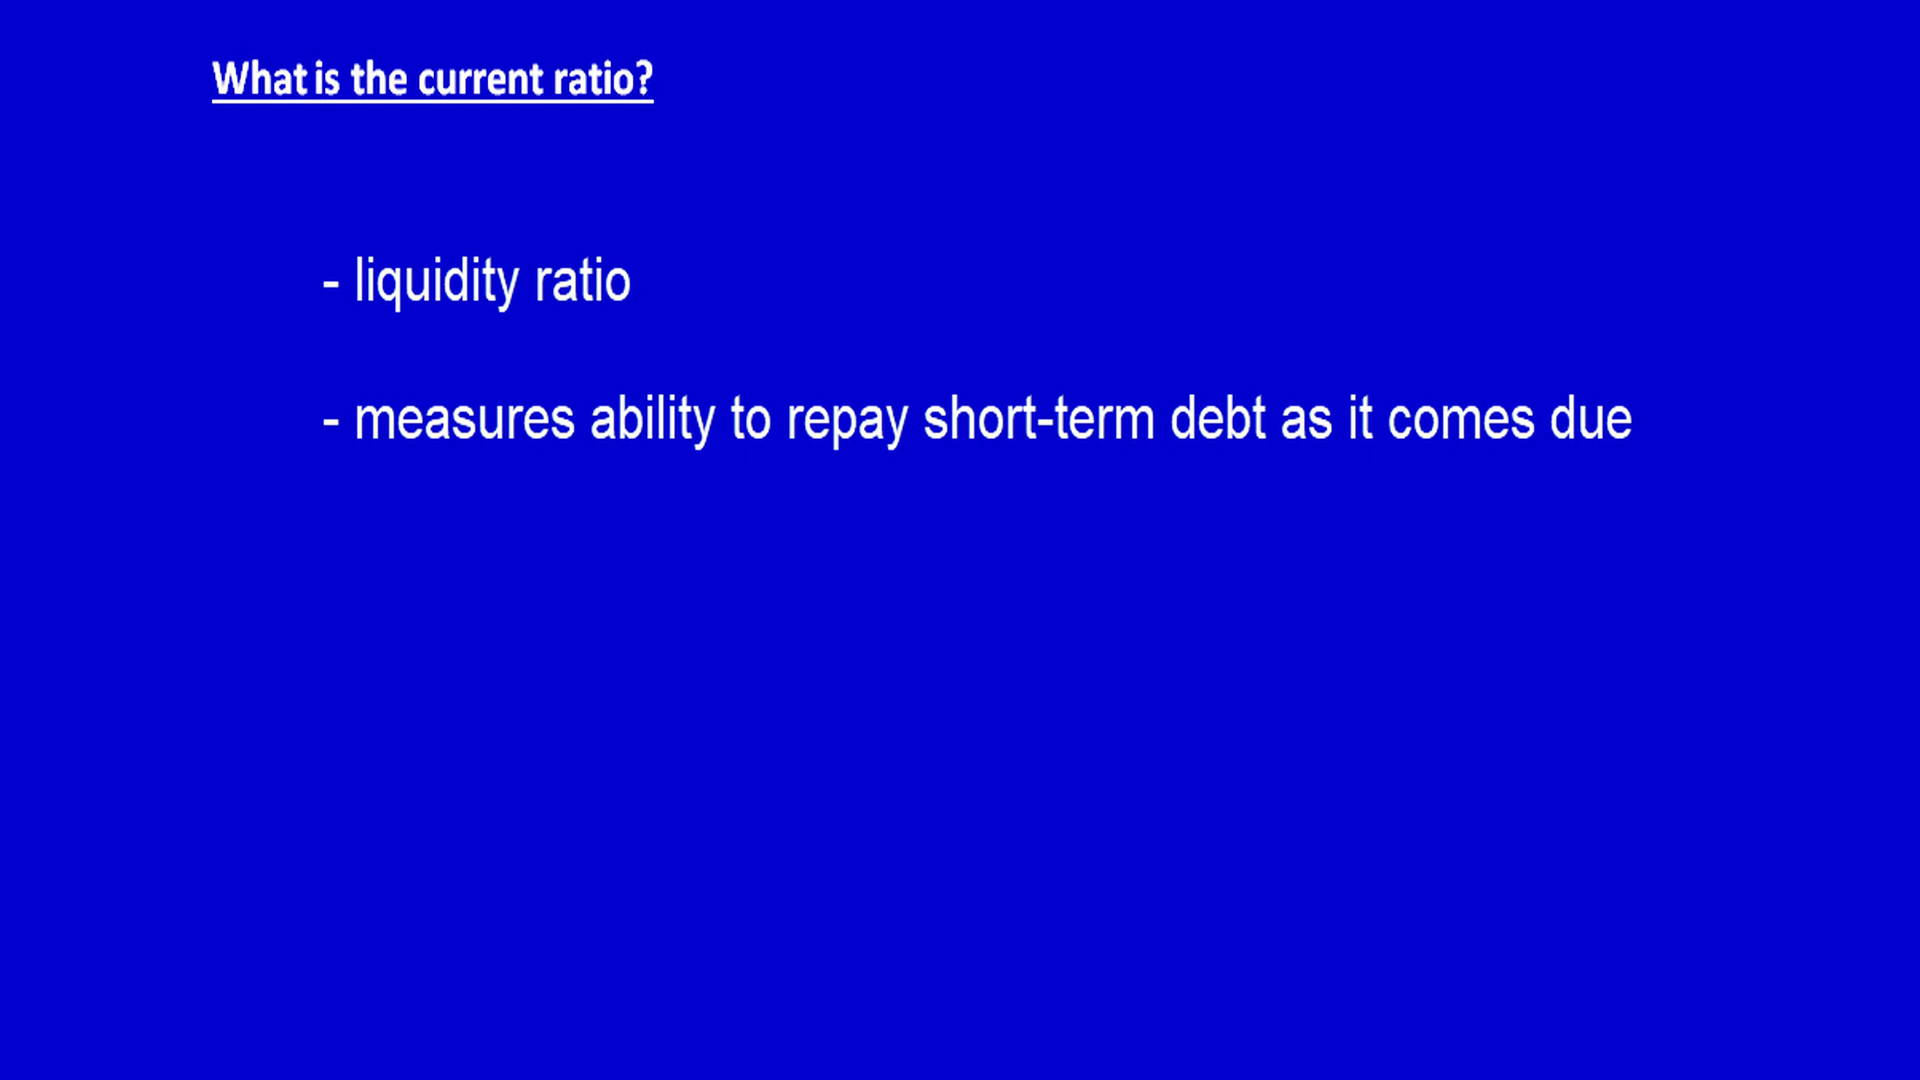 What is the current ratio?
- liquidity ratio
- measures ability to repay short-term debt as it comes due